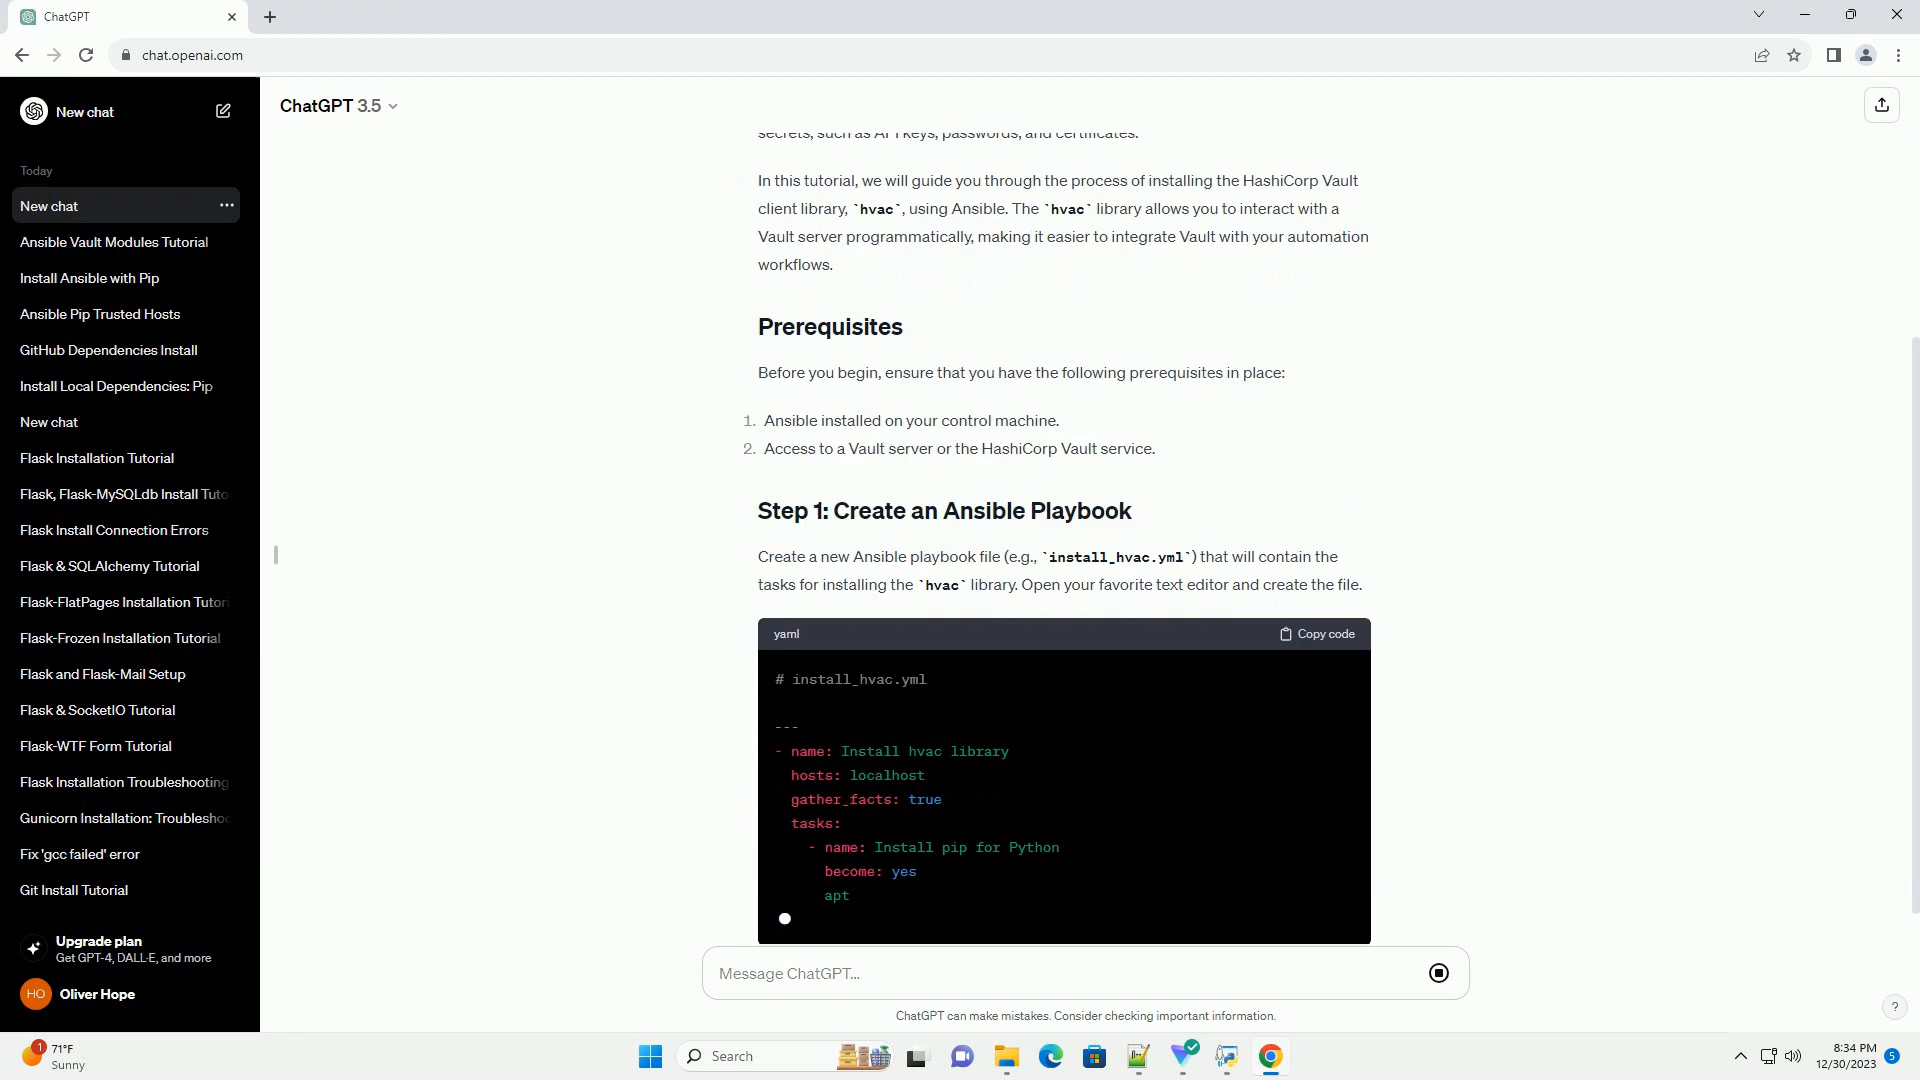 ChatGPT
chat.openai.com
New chat
Today
New chat
Ansible Vault Modules Tutorial
Install Ansible with Pip
Ansible Pip Trusted Hosts
GitHub Dependencies Install
Install Local Dependencies: Pip
New chat
Flask Installation Tutorial
Flask, Flask-MySQLdb Install Tuto
Flask Install Connection Errors
Flask & SQLAlchemy Tutorial
Flask-FlatPages Installation Tutori
Flask-Frozen Installation Tutorial
Flask and Flask-Mail Setup
Flask & SocketIO Tutorial
Flask-WTF Form Tutorial
Flask Installation Troubleshooting
Gunicorn Installation: Troublesho
Fix 'gcc failed' error
Git Install Tutorial
Upgrade plan
Get GPT-4, DALL·E, and more
HO
Oliver Hope
ChatGPT 3.5
secrets, such as API keys, passwords, and certificates.
In this tutorial, we will guide you through the process of installing the HashiCorp Vault
client library, `hvac`, using Ansible. The `hvac` library allows you to interact with a
Vault server programmatically, making it easier to integrate Vault with your automation
workflows.
Prerequisites
Before you begin, ensure that you have the following prerequisites in place:
1. Ansible installed on your control machine.
2. Access to a Vault server or the HashiCorp Vault service.
Step 1: Create an Ansible Playbook
Create a new Ansible playbook file (e.g., `install_hvac.yml`) that will contain the
tasks for installing the `hvac` library. Open your favorite text editor and create the file.
yaml
Copy code
# install_hvac.yml
---
- name: Install hvac library
hosts: localhost
gather_facts: true
tasks:
- name: Install pip for Python
become: yes
apt
Message ChatGPT...
ChatGPT can make mistakes. Consider checking important information.
?
1
71°F
Sunny
Search
8:34 PM
12/30/2023
5